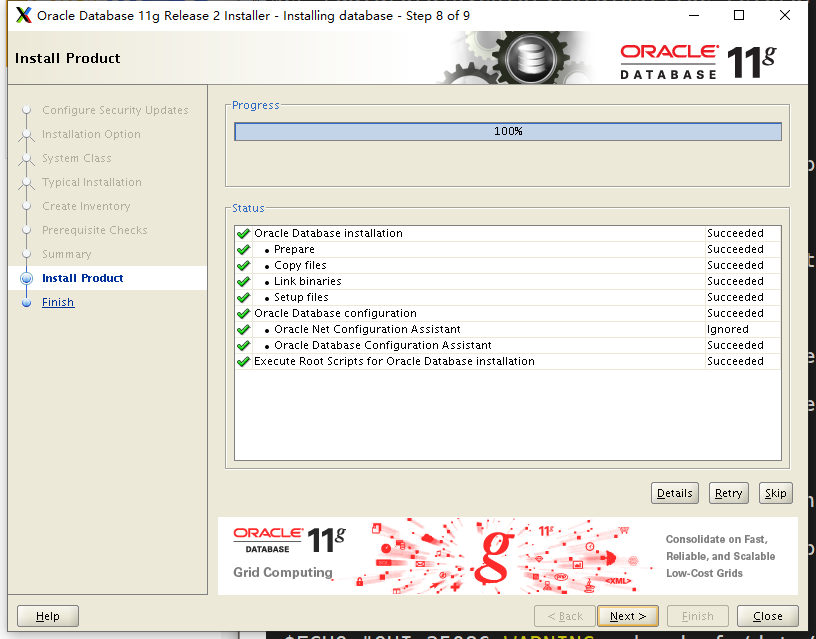 Oracle Database 11g Release 2 Installer - Installing database - Step 8 of 9
Install Product
ORACLE
DATABASE 11g
Configure Security Updates
Installation Option
System Class
Typical Installation
Create Inventory
Prerequisite Checks
Summary
Install Product
Finish
Progress
100%
Status
Oracle Database installation Succeeded
• Prepare Succeeded
• Copy files Succeeded
• Link binaries Succeeded
• Setup files Succeeded
Oracle Database configuration Succeeded
• Oracle Net Configuration Assistant Ignored
• Oracle Database Configuration Assistant Succeeded
Execute Root Scripts for Oracle Database installation Succeeded
Details Retry Skip
ORACLE
DATABASE 11g
Grid Computing
g
11g
<XML>
Consolidate on Fast,
Reliable, and Scalable
Low-Cost Grids
Help < Back Next > Finish Close